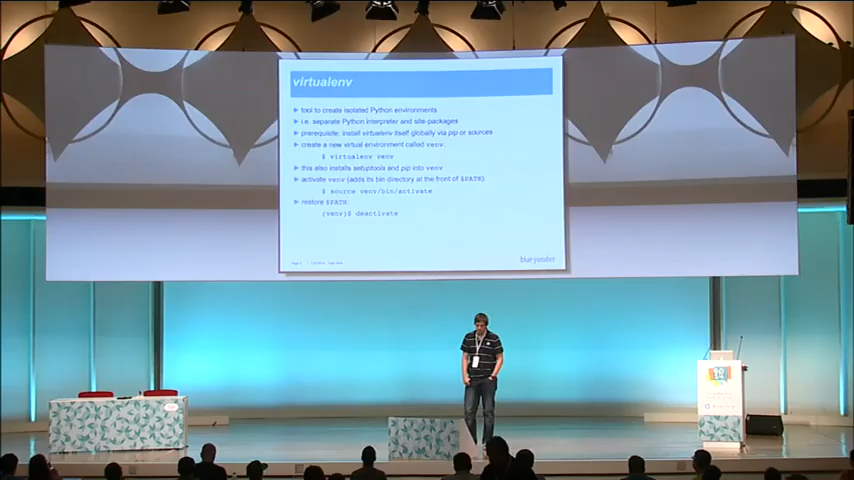 virtualenv
▶ tool to create isolated Python environments
▶ i.e. separate Python interpreter and site-packages
▶ prerequisite: install virtualenv itself globally via pip or sources
▶ create a new virtual environment called venv:
$ virtualenv venv
▶ this also installs setuptools and pip into venv
▶ activate venv (adds its bin directory at the front of $PATH):
$ source venv/bin/activate
▶ restore $PATH:
(venv)$ deactivate
blue yonder